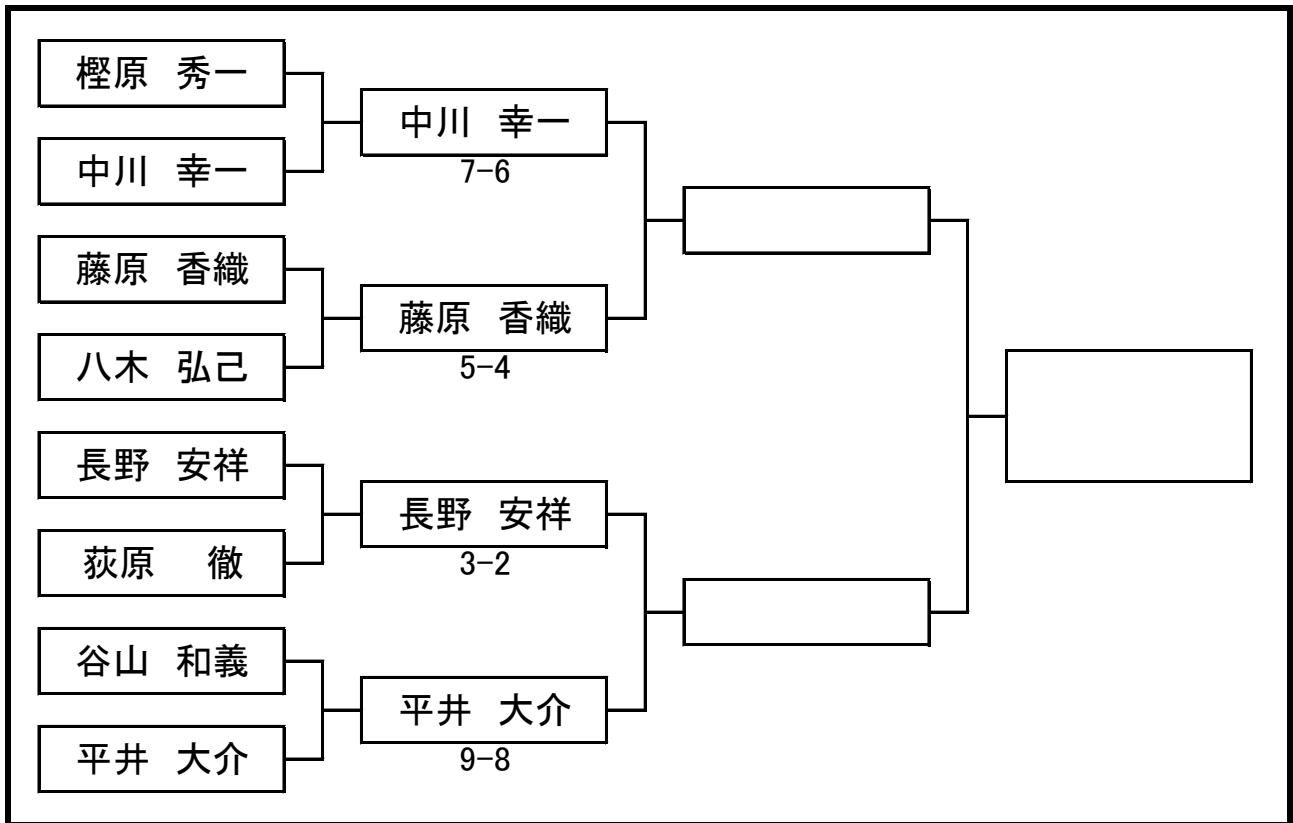 樫原 秀一
中川 幸一
藤原 香織
八木 弘己
長野 安祥
荻原 徹
谷山 和義
平井 大介
中川 幸一
7-6
藤原 香織
5-4
長野 安祥
3-2
平井 大介
9-8